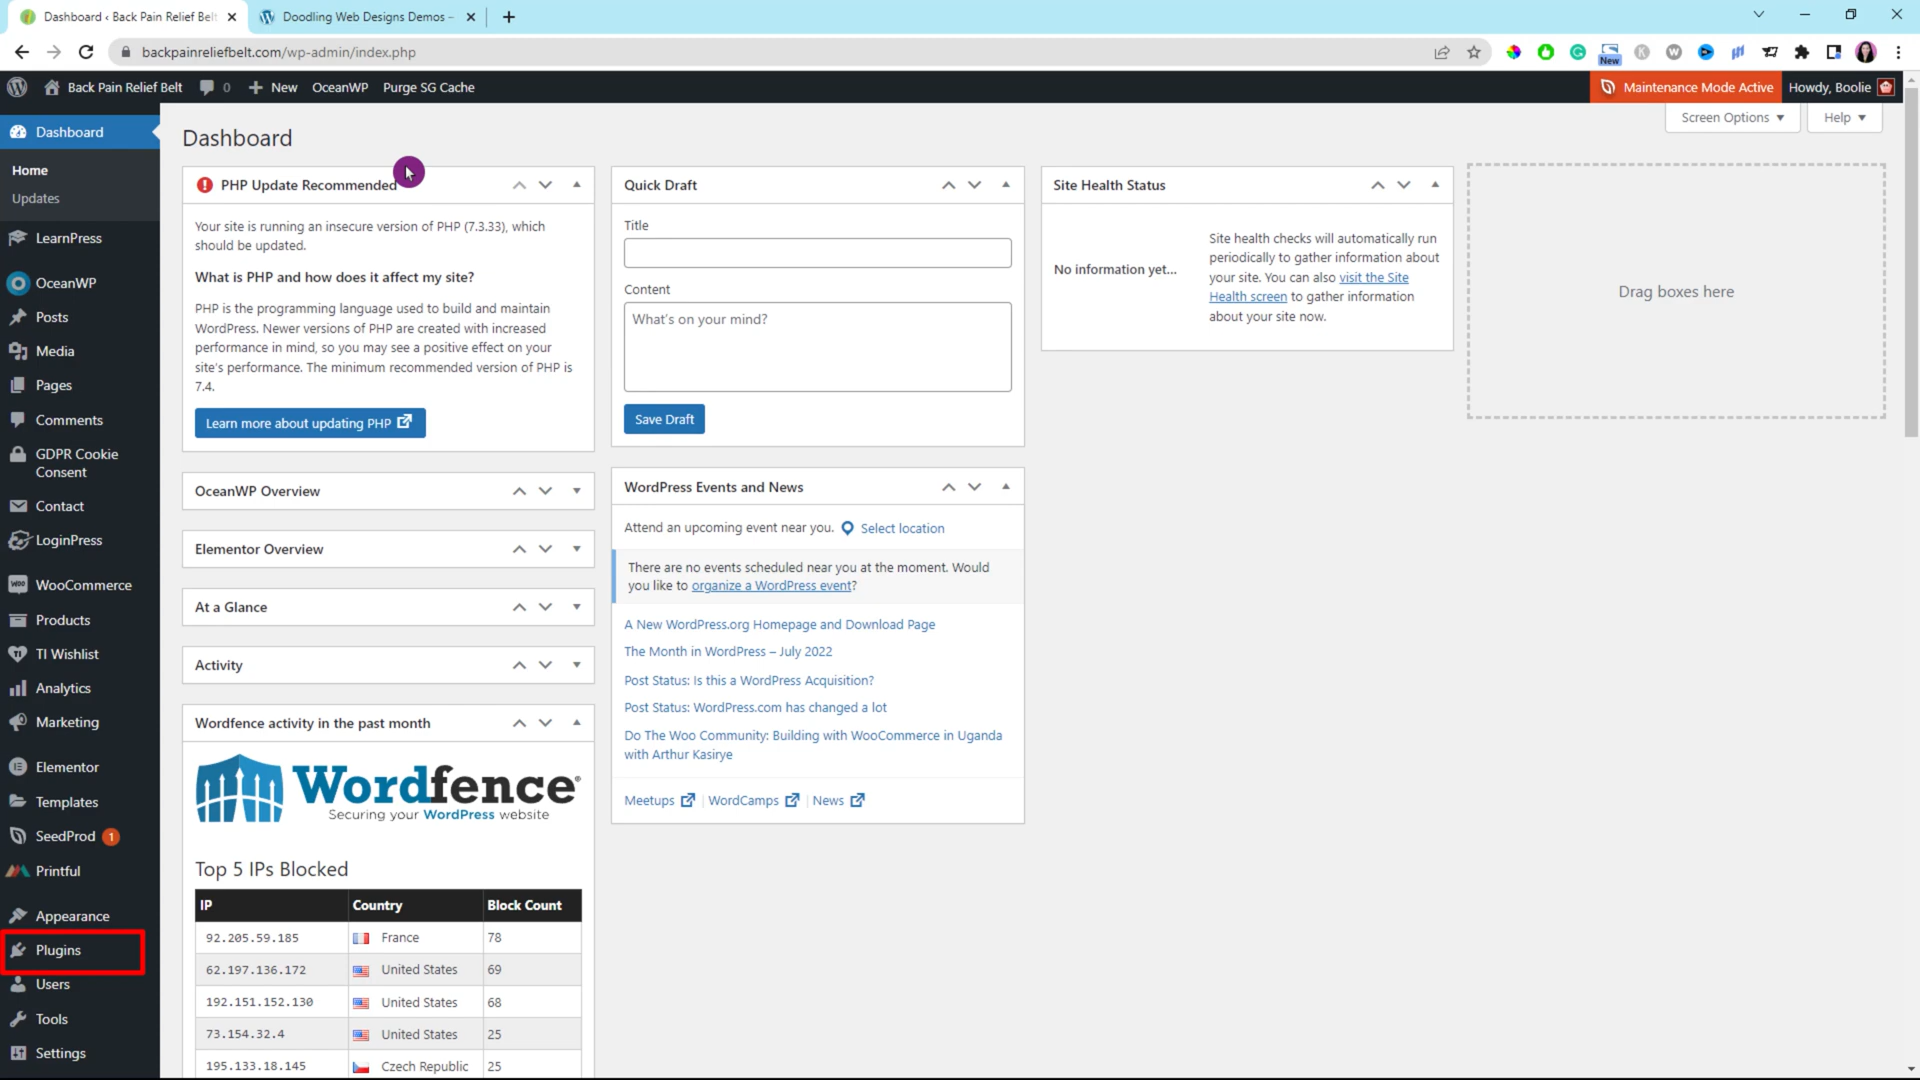 Dashboard ‹ Back Pain Relief Belt
Doodling Web Designs Demos –
backpainreliefbelt.com/wp-admin/index.php
New
Back Pain Relief Belt
0
New
OceanWP
Purge SG Cache
Maintenance Mode Active
Howdy, Boolie
Dashboard
Home
Updates
LearnPress
OceanWP
Posts
Media
Pages
Comments
GDPR Cookie
Consent
Contact
LoginPress
WooCommerce
Products
TI Wishlist
Analytics
Marketing
Elementor
Templates
SeedProd 1
Printful
Appearance
Plugins
Users
Tools
Settings
Screen Options
Help
Dashboard
PHP Update Recommended
Your site is running an insecure version of PHP (7.3.33), which
should be updated.
What is PHP and how does it affect my site?
PHP is the programming language used to build and maintain
WordPress. Newer versions of PHP are created with increased
performance in mind, so you may see a positive effect on your
site's performance. The minimum recommended version of PHP is
7.4.
Learn more about updating PHP
OceanWP Overview
Elementor Overview
At a Glance
Activity
Wordfence activity in the past month
Wordfence®
Securing your WordPress website
Top 5 IPs Blocked
IP Country Block Count
92.205.59.185 France 78
62.197.136.172 United States 69
192.151.152.130 United States 68
73.154.32.4 United States 25
195.133.18.145 Czech Republic 25
Quick Draft
Title
Content
What's on your mind?
Save Draft
WordPress Events and News
Attend an upcoming event near you. Select location
There are no events scheduled near you at the moment. Would
you like to organize a WordPress event?
A New WordPress.org Homepage and Download Page
The Month in WordPress – July 2022
Post Status: Is this a WordPress Acquisition?
Post Status: WordPress.com has changed a lot
Do The Woo Community: Building with WooCommerce in Uganda
with Arthur Kasirye
Meetups | WordCamps | News
Site Health Status
No information yet...
Site health checks will automatically run
periodically to gather information about
your site. You can also visit the Site
Health screen to gather information
about your site now.
Drag boxes here